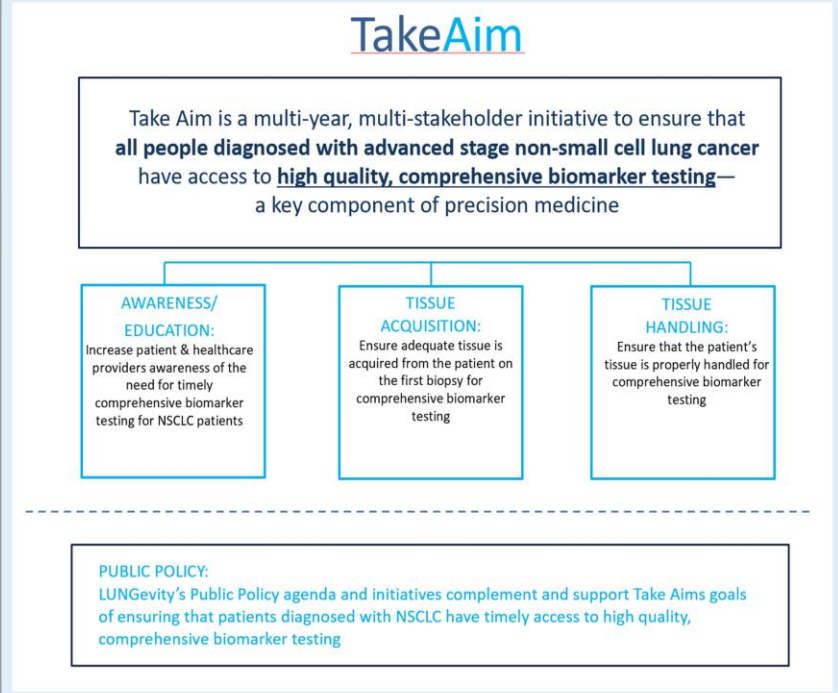 TakeAim
Take Aim is a multi-year, multi-stakeholder initiative to ensure that
all people diagnosed with advanced stage non-small cell lung cancer
have access to high quality, comprehensive biomarker testing—
a key component of precision medicine
AWARENESS/
EDUCATION:
Increase patient & healthcare
providers awareness of the
need for timely
comprehensive biomarker
testing for NSCLC patients
TISSUE
ACQUISITION:
Ensure adequate tissue is
acquired from the patient on
the first biopsy for
comprehensive biomarker
testing
TISSUE
HANDLING:
Ensure that the patient's
tissue is properly handled for
comprehensive biomarker
testing
PUBLIC POLICY:
LUNGevity's Public Policy agenda and initiatives complement and support Take Aims goals
of ensuring that patients diagnosed with NSCLC have timely access to high quality,
comprehensive biomarker testing